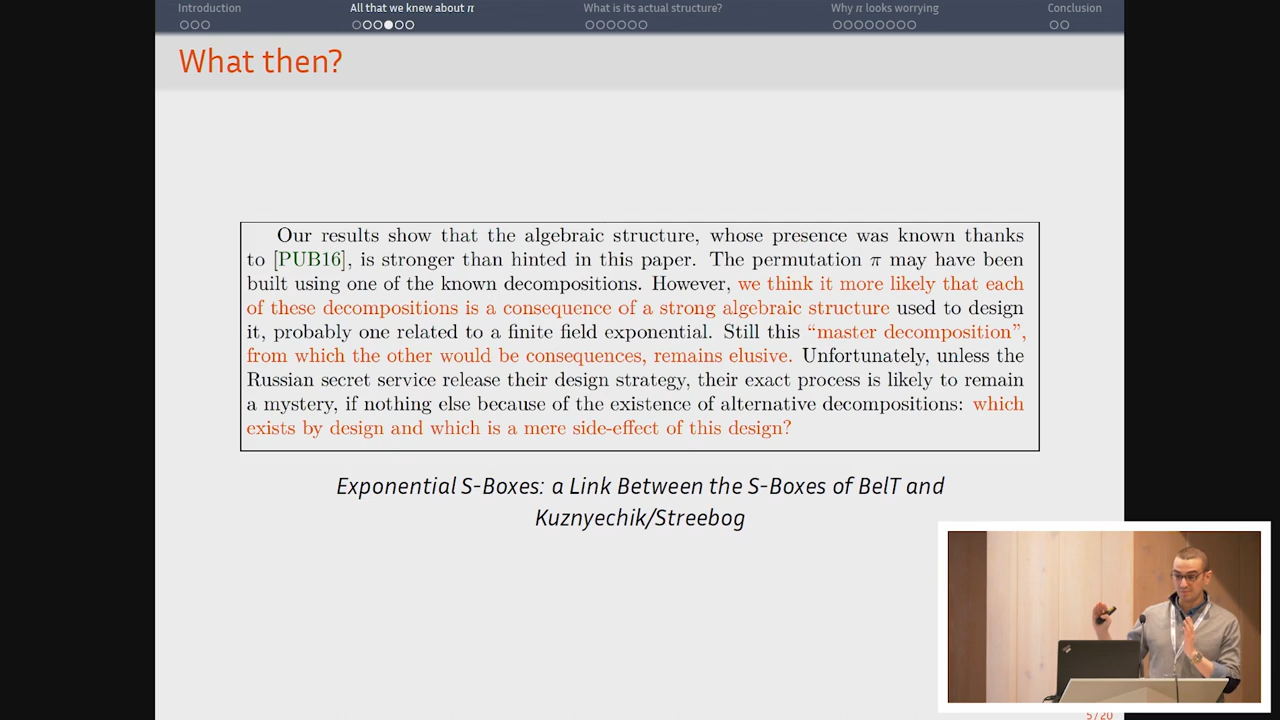 Introduction
All that we knew about π
What is its actual structure?
Why π looks worrying
Conclusion
What then?
Our results show that the algebraic structure, whose presence was known thanks
to [PUB16], is stronger than hinted in this paper. The permutation π may have been
built using one of the known decompositions. However, we think it more likely that each
of these decompositions is a consequence of a strong algebraic structure used to design
it, probably one related to a finite field exponential. Still this “master decomposition”,
from which the other would be consequences, remains elusive. Unfortunately, unless the
Russian secret service release their design strategy, their exact process is likely to remain
a mystery, if nothing else because of the existence of alternative decompositions: which
exists by design and which is a mere side-effect of this design?
Exponential S-Boxes: a Link Between the S-Boxes of BelT and
Kuznyechik/Streebog
5/20